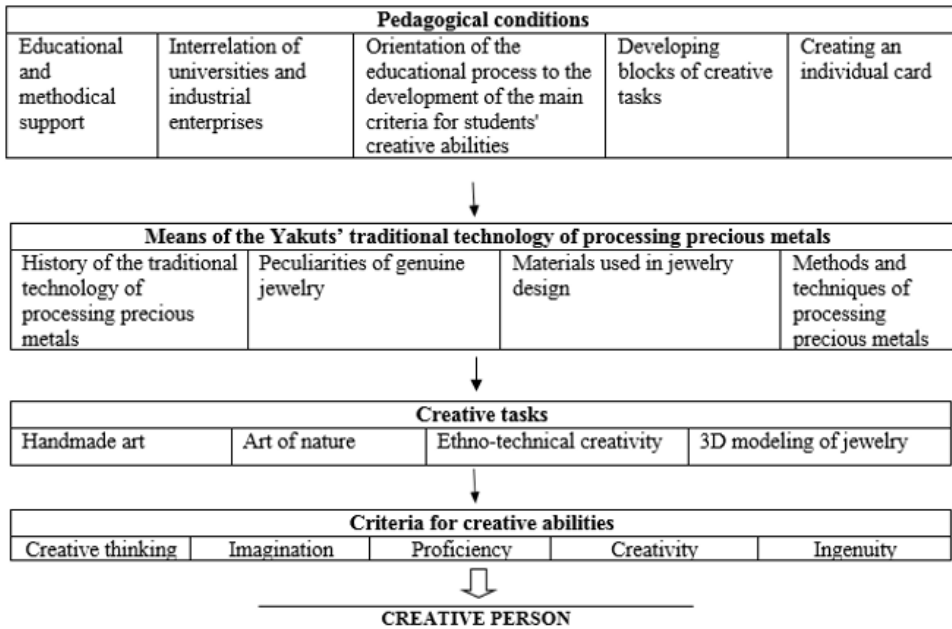 Pedagogical conditions
Educational and methodical support
Interrelation of universities and industrial enterprises
Orientation of the educational process to the development of the main criteria for students' creative abilities
Developing blocks of creative tasks
Creating an individual card
Means of the Yakuts’ traditional technology of processing precious metals
History of the traditional technology of processing precious metals
Peculiarities of genuine jewelry
Materials used in jewelry design
Methods and techniques of processing precious metals
Creative tasks
Handmade art
Art of nature
Ethno-technical creativity
3D modeling of jewelry
Criteria for creative abilities
Creative thinking
Imagination
Proficiency
Creativity
Ingenuity
CREATIVE PERSON